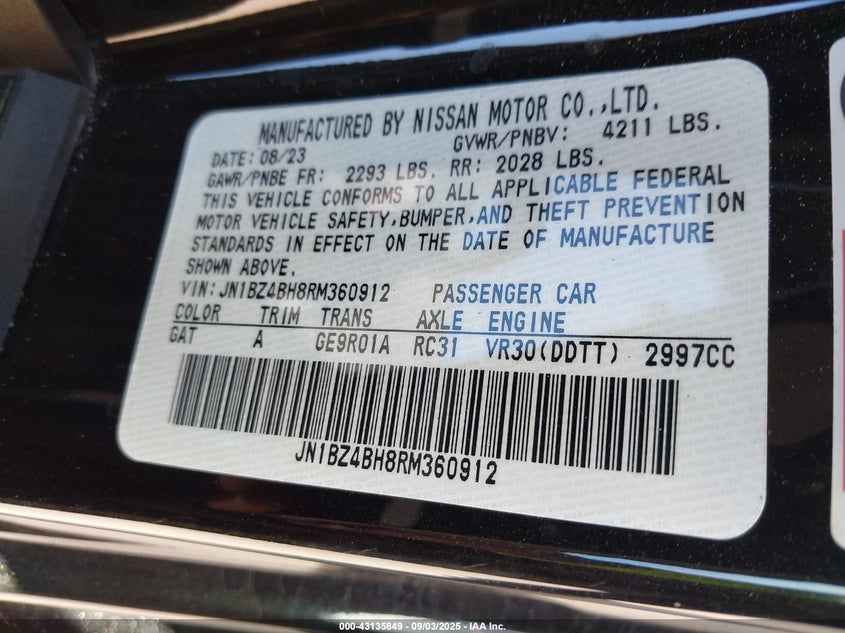 MANUFACTURED BY NISSAN MOTOR CO.,LTD.
DATE: 08/23 GVWR/PNBV: 4211 LBS.
GAWR/PNBE FR: 2293 LBS. RR: 2028 LBS.
THIS VEHICLE CONFORMS TO ALL APPLICABLE FEDERAL
MOTOR VEHICLE SAFETY,BUMPER,AND THEFT PREVENTION
STANDARDS IN EFFECT ON THE DATE OF MANUFACTURE
SHOWN ABOVE.
VIN: JN1BZ4BH8RM360912 PASSENGER CAR
COLOR TRIM TRANS AXLE ENGINE
GAT A GE9R01A RC31 VR30(DDTT) 2997CC
JN1BZ4BH8RM360912
000-43135849 - 09/03/2025 - IAA Inc.